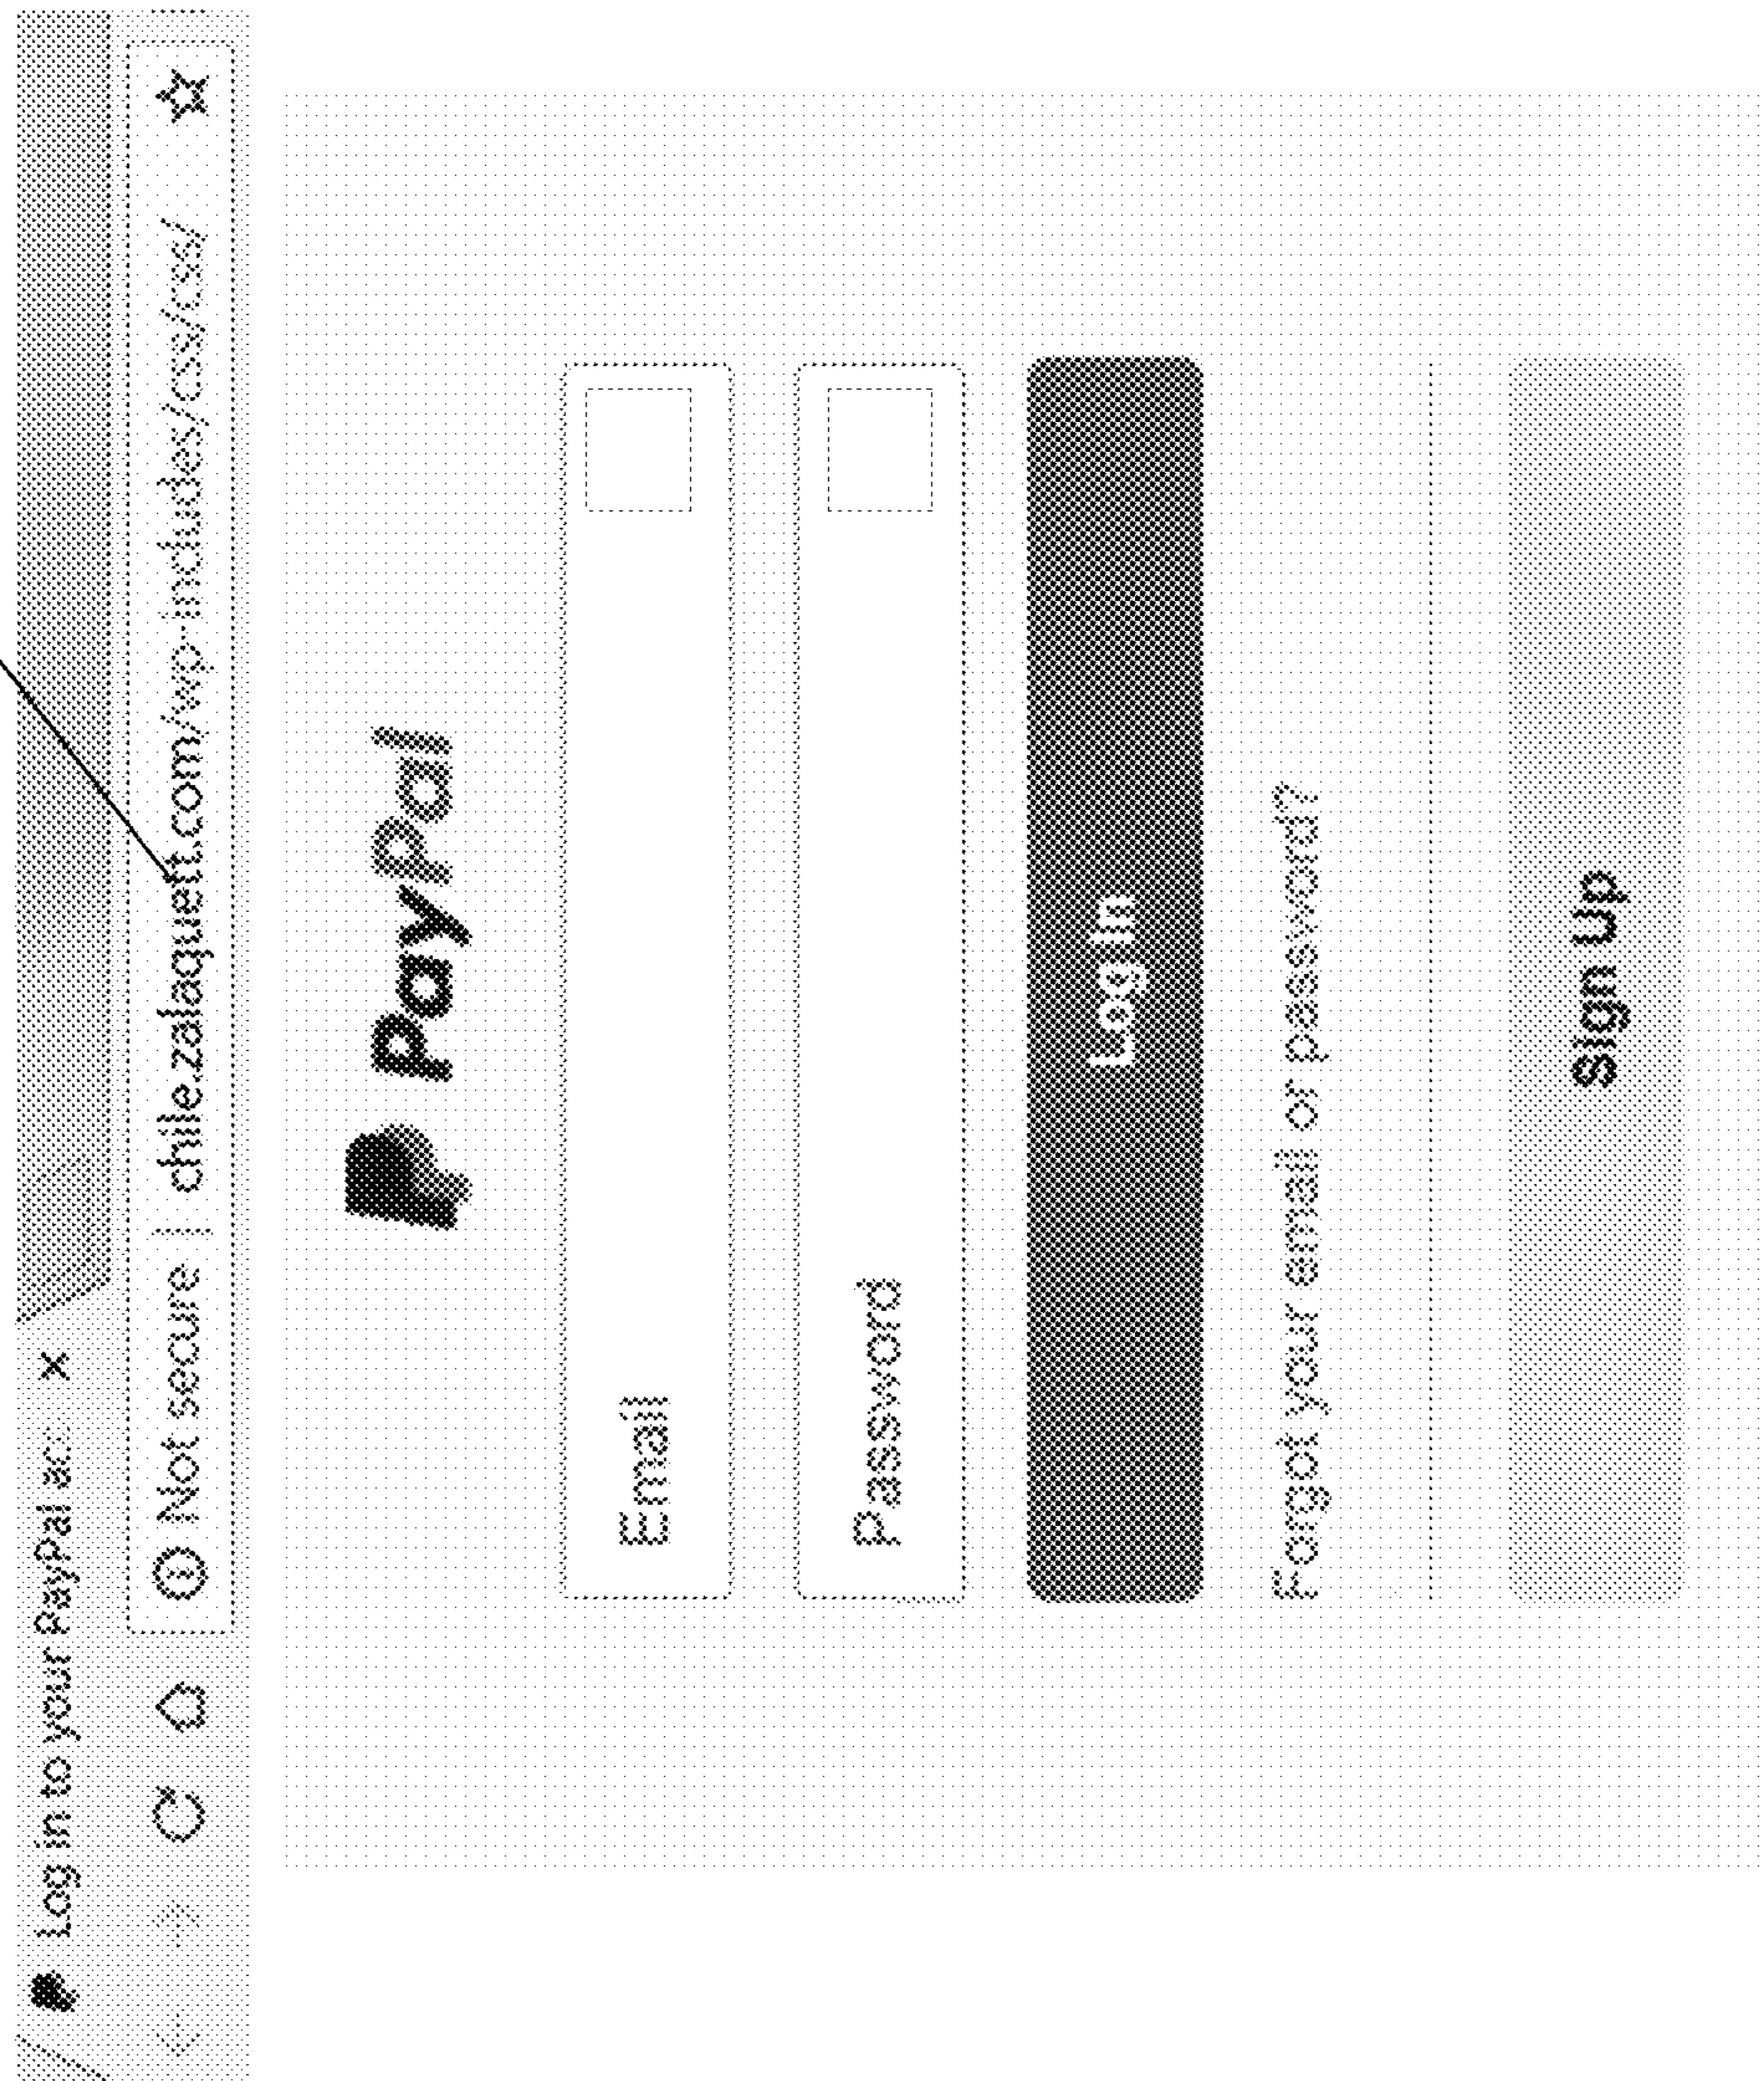 Log in to your PayPal ac
Not secure | chile.zalaquett.com/wp-includes/css/css/
PayPal
Email
Password
Log In
Forgot your email or password?
Sign Up